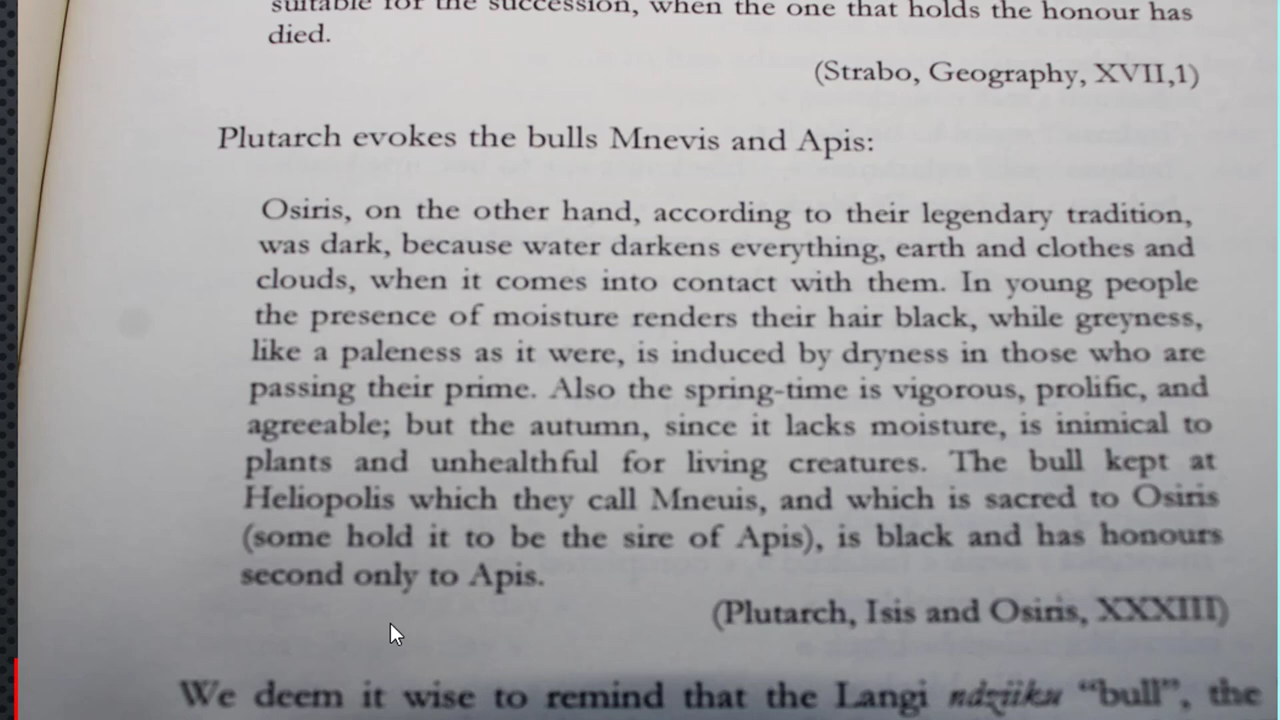 suitable for the succession, when the one that holds the honour has
died.
(Strabo, Geography, XVII,1)
Plutarch evokes the bulls Mnevis and Apis:
Osiris, on the other hand, according to their legendary tradition,
was dark, because water darkens everything, earth and clothes and
clouds, when it comes into contact with them. In young people
the presence of moisture renders their hair black, while greyness,
like a paleness as it were, is induced by dryness in those who are
passing their prime. Also the spring-time is vigorous, prolific, and
agreeable; but the autumn, since it lacks moisture, is inimical to
plants and unhealthful for living creatures. The bull kept at
Heliopolis which they call Mneuis, and which is sacred to Osiris
(some hold it to be the sire of Apis), is black and has honours
second only to Apis.
(Plutarch, Isis and Osiris, XXXIII)
We deem it wise to remind that the Langi "bull", the